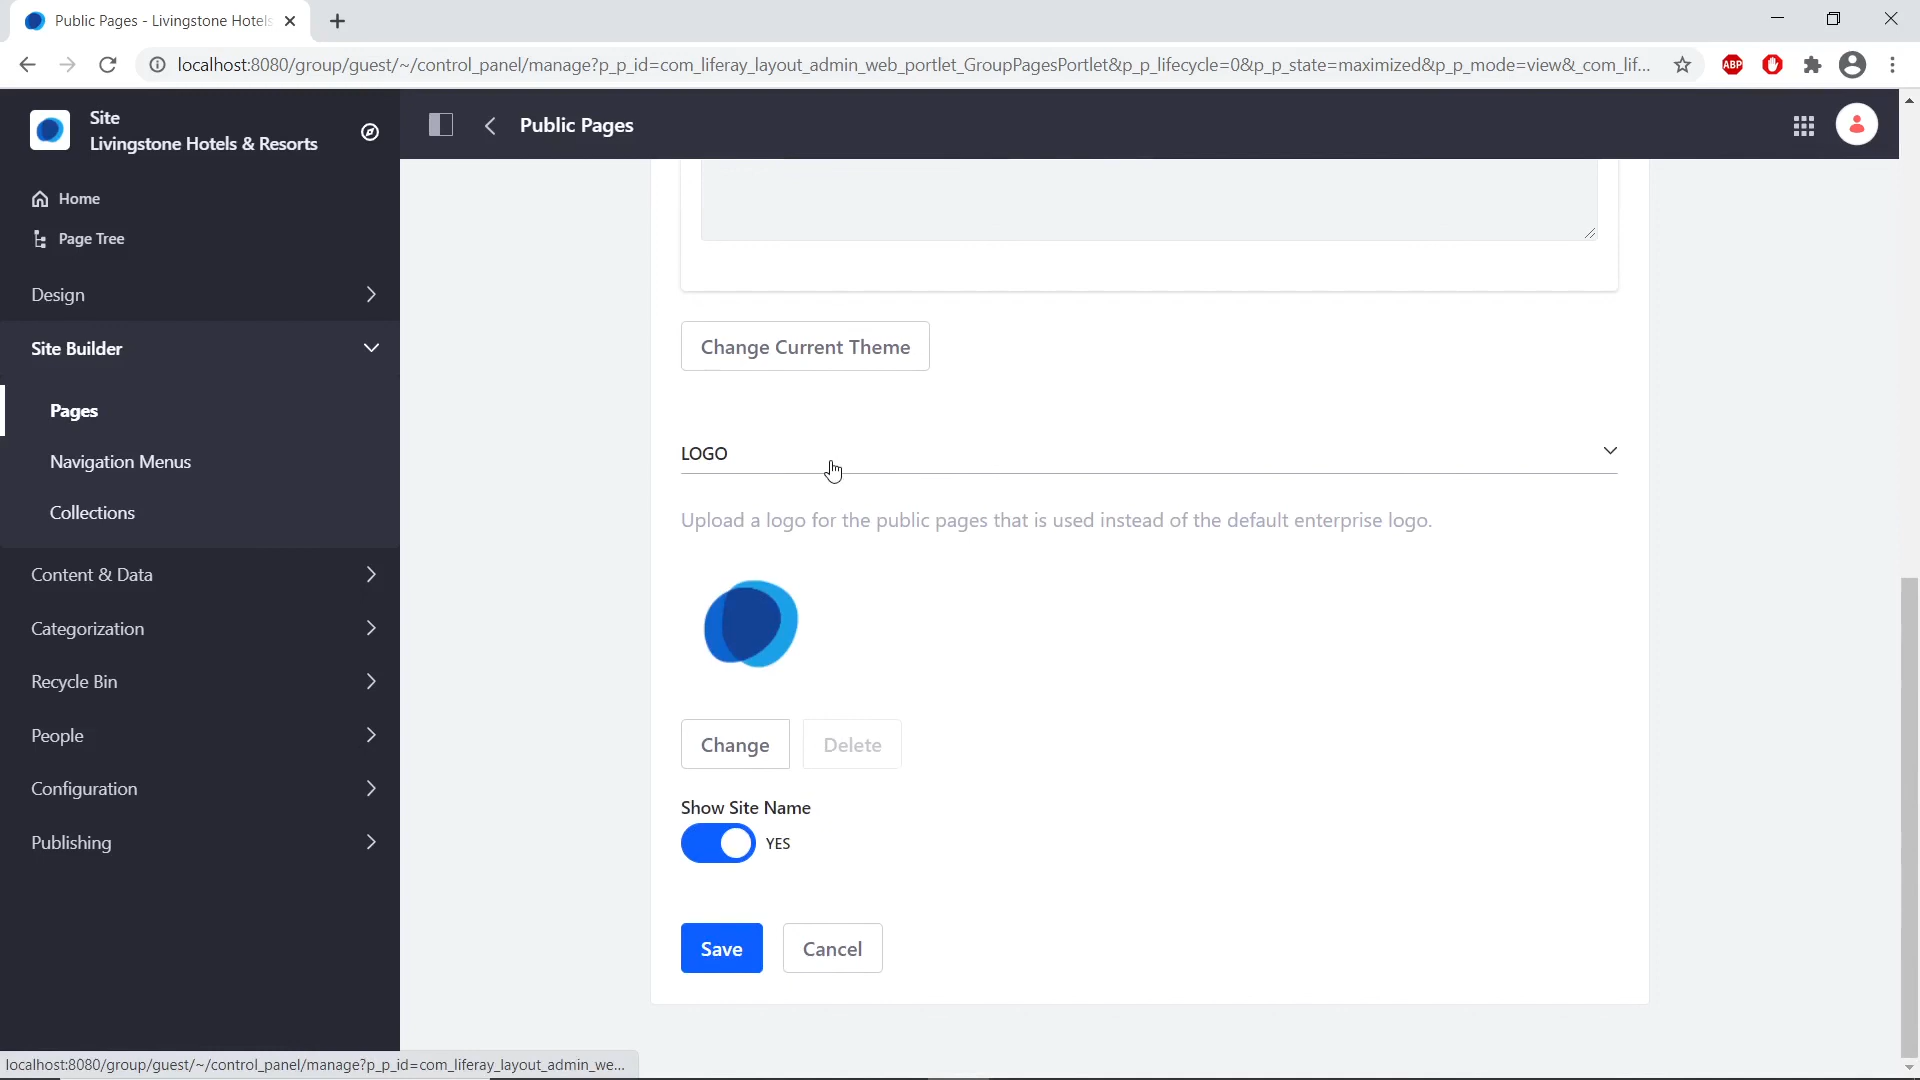 Public Pages - Livingstone Hotels
localhost:8080/group/guest/~/control_panel/manage?p_p_id=com_liferay_layout_admin_web_portlet_GroupPagesPortlet&p_p_lifecycle=0&p_p_state=maximized&p_p_mode=view&_com_lif...
ABP
Site
Livingstone Hotels & Resorts
Public Pages
Home
Page Tree
Design
Site Builder
Pages
Navigation Menus
Collections
Content & Data
Categorization
Recycle Bin
People
Configuration
Publishing
Change Current Theme
LOGO
Upload a logo for the public pages that is used instead of the default enterprise logo.
Change
Delete
Show Site Name
YES
Save
Cancel
localhost:8080/group/guest/~/control_panel/manage?p_p_id=com_liferay_layout_admin_we...